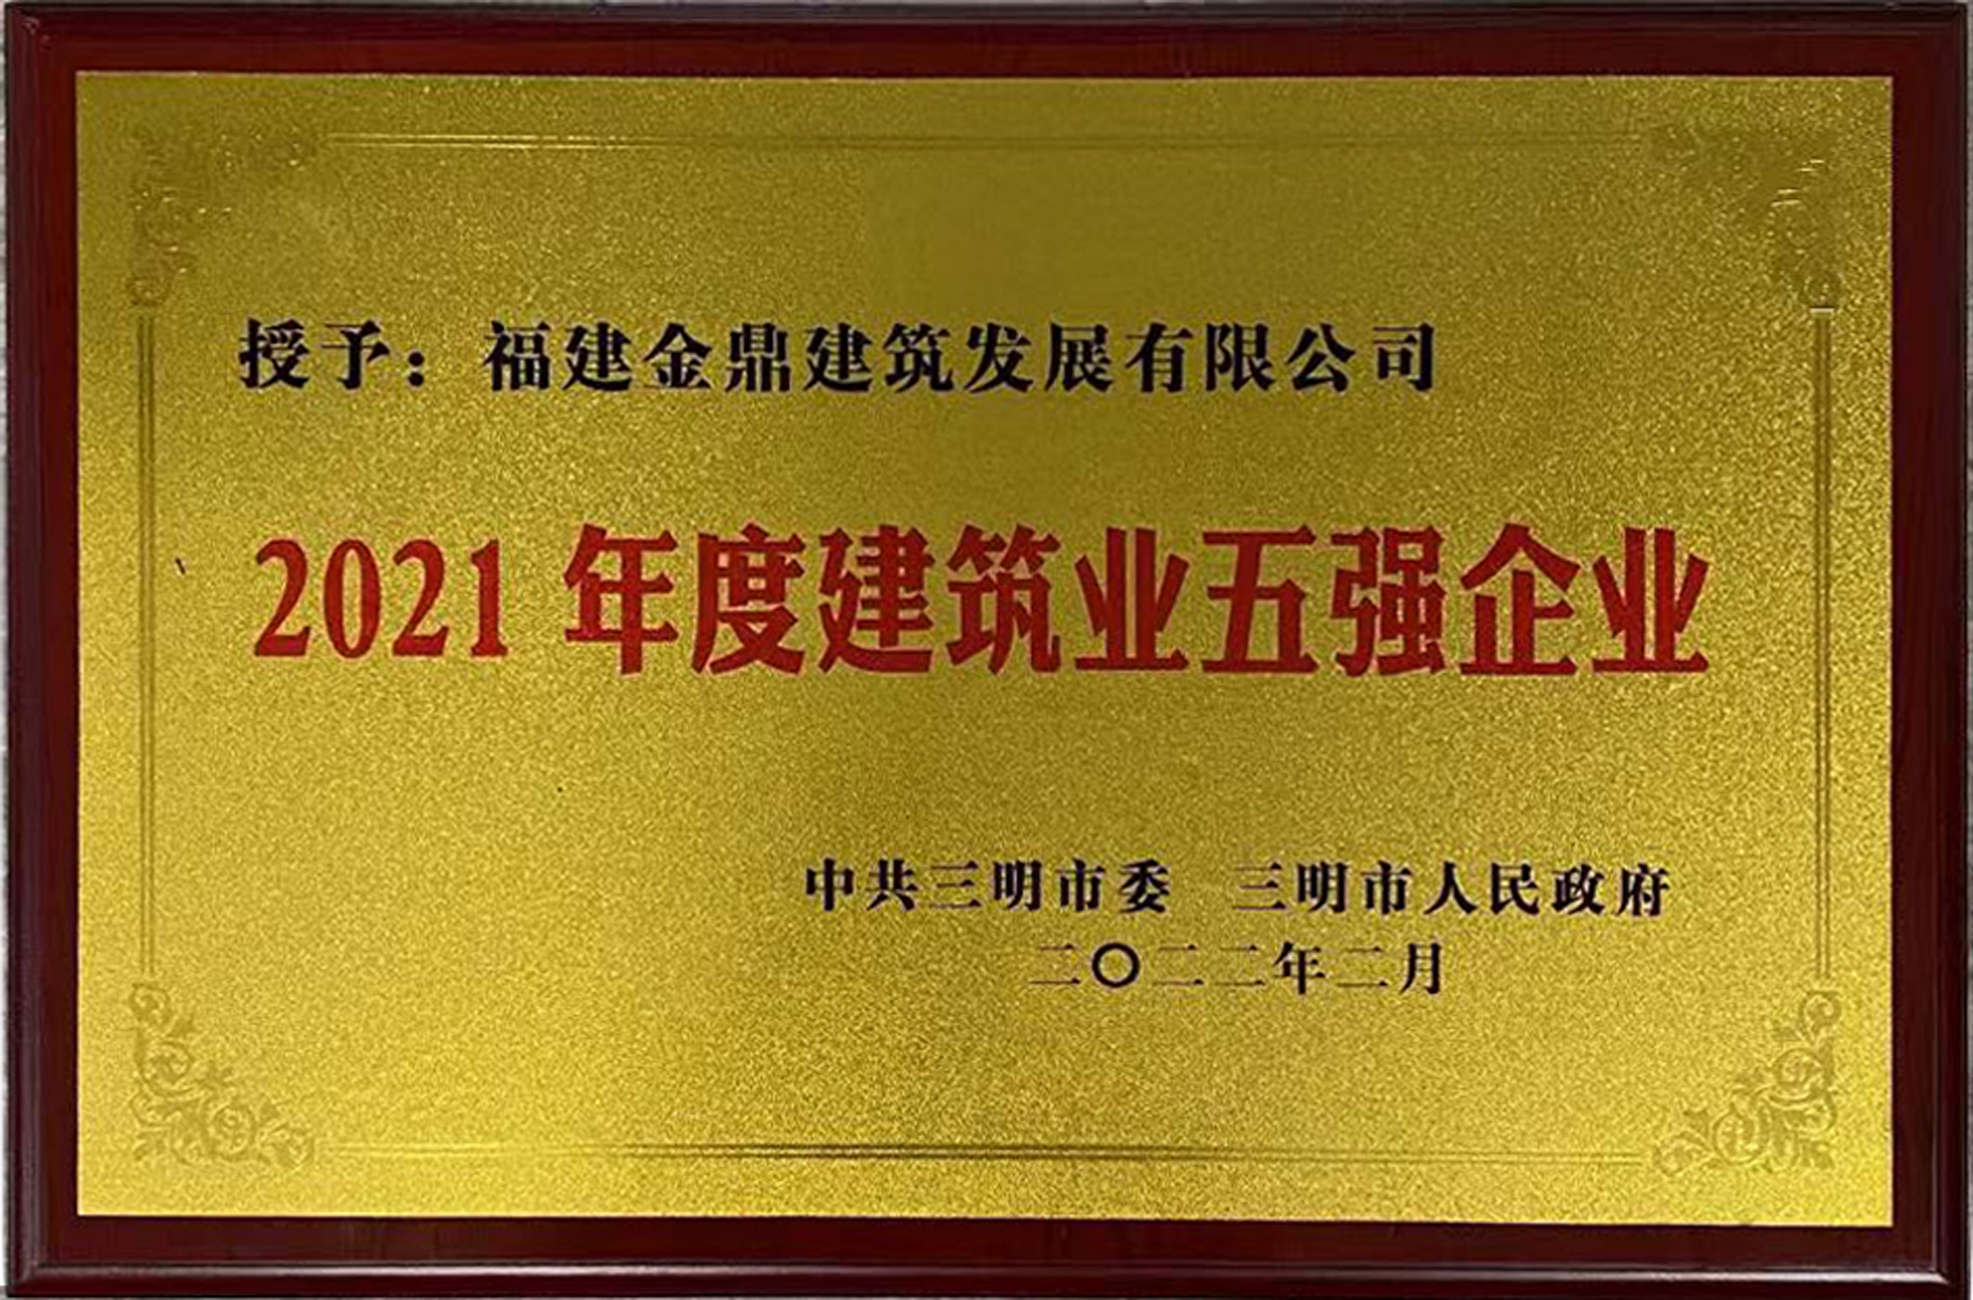 授予：福建金鼎建筑发展有限公司
2021 年度建筑业五强企业
中共三明市委 三明市人民政府
二〇二二年二月